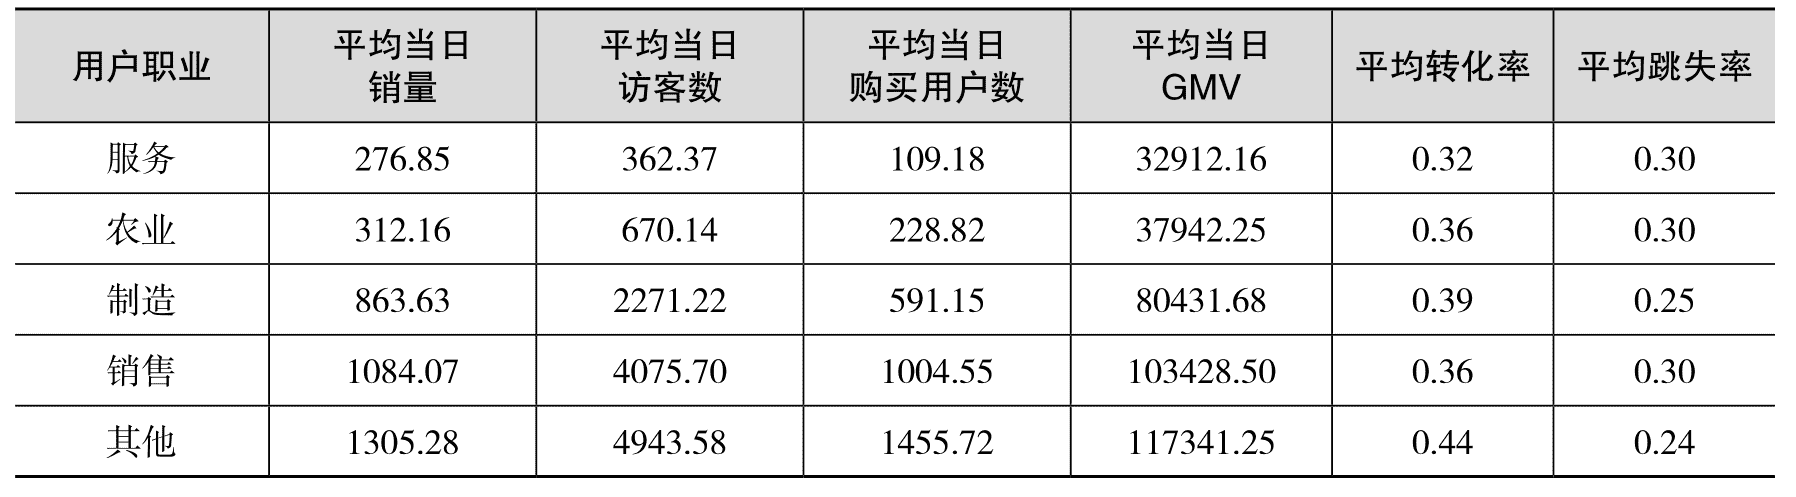 用户职业 平均当日销量 平均当日访客数 平均当日购买用户数 平均当日GMV 平均转化率 平均跳失率
服务 276.85 362.37 109.18 32912.16 0.32 0.30
农业 312.16 670.14 228.82 37942.25 0.36 0.30
制造 863.63 2271.22 591.15 80431.68 0.39 0.25
销售 1084.07 4075.70 1004.55 103428.50 0.36 0.30
其他 1305.28 4943.58 1455.72 117341.25 0.44 0.24